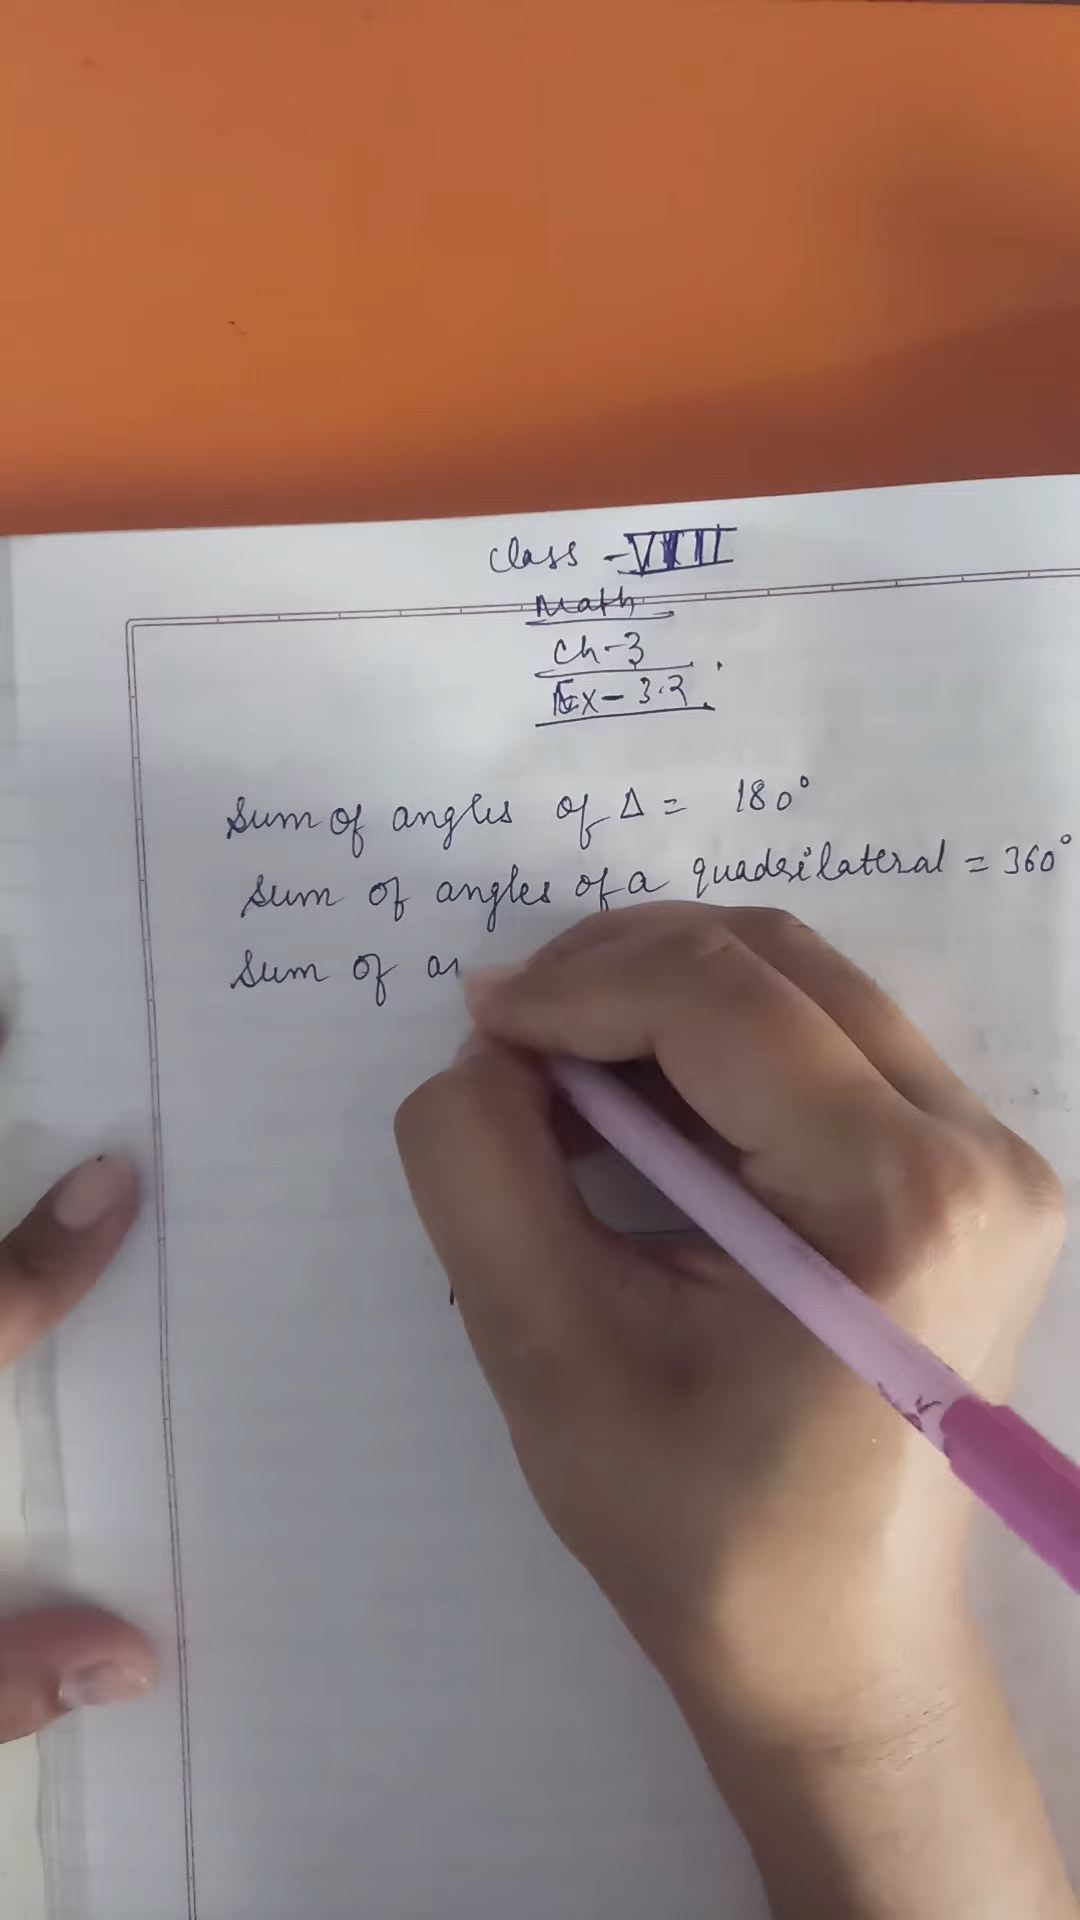 Class - VIII
Math
Ch-3
Ex - 3.2.
Sum of angles of Δ = 180°
Sum of angles of a quadrilateral = 360°
Sum of an